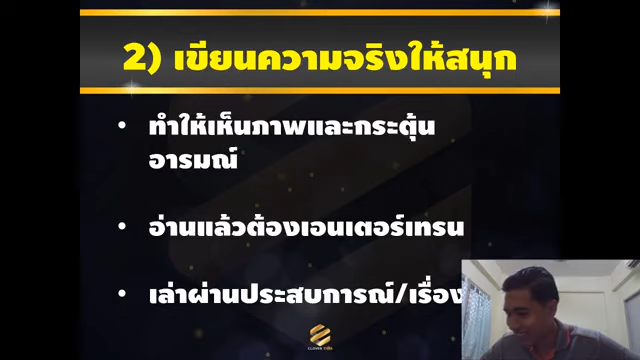 2) เขียนความจริงให้สนุก
• ทำให้เห็นภาพและกระตุ้น
อารมณ์
• อ่านแล้วต้องเอนเตอร์เทรน
• เล่าผ่านประสบการณ์/เรื่อง